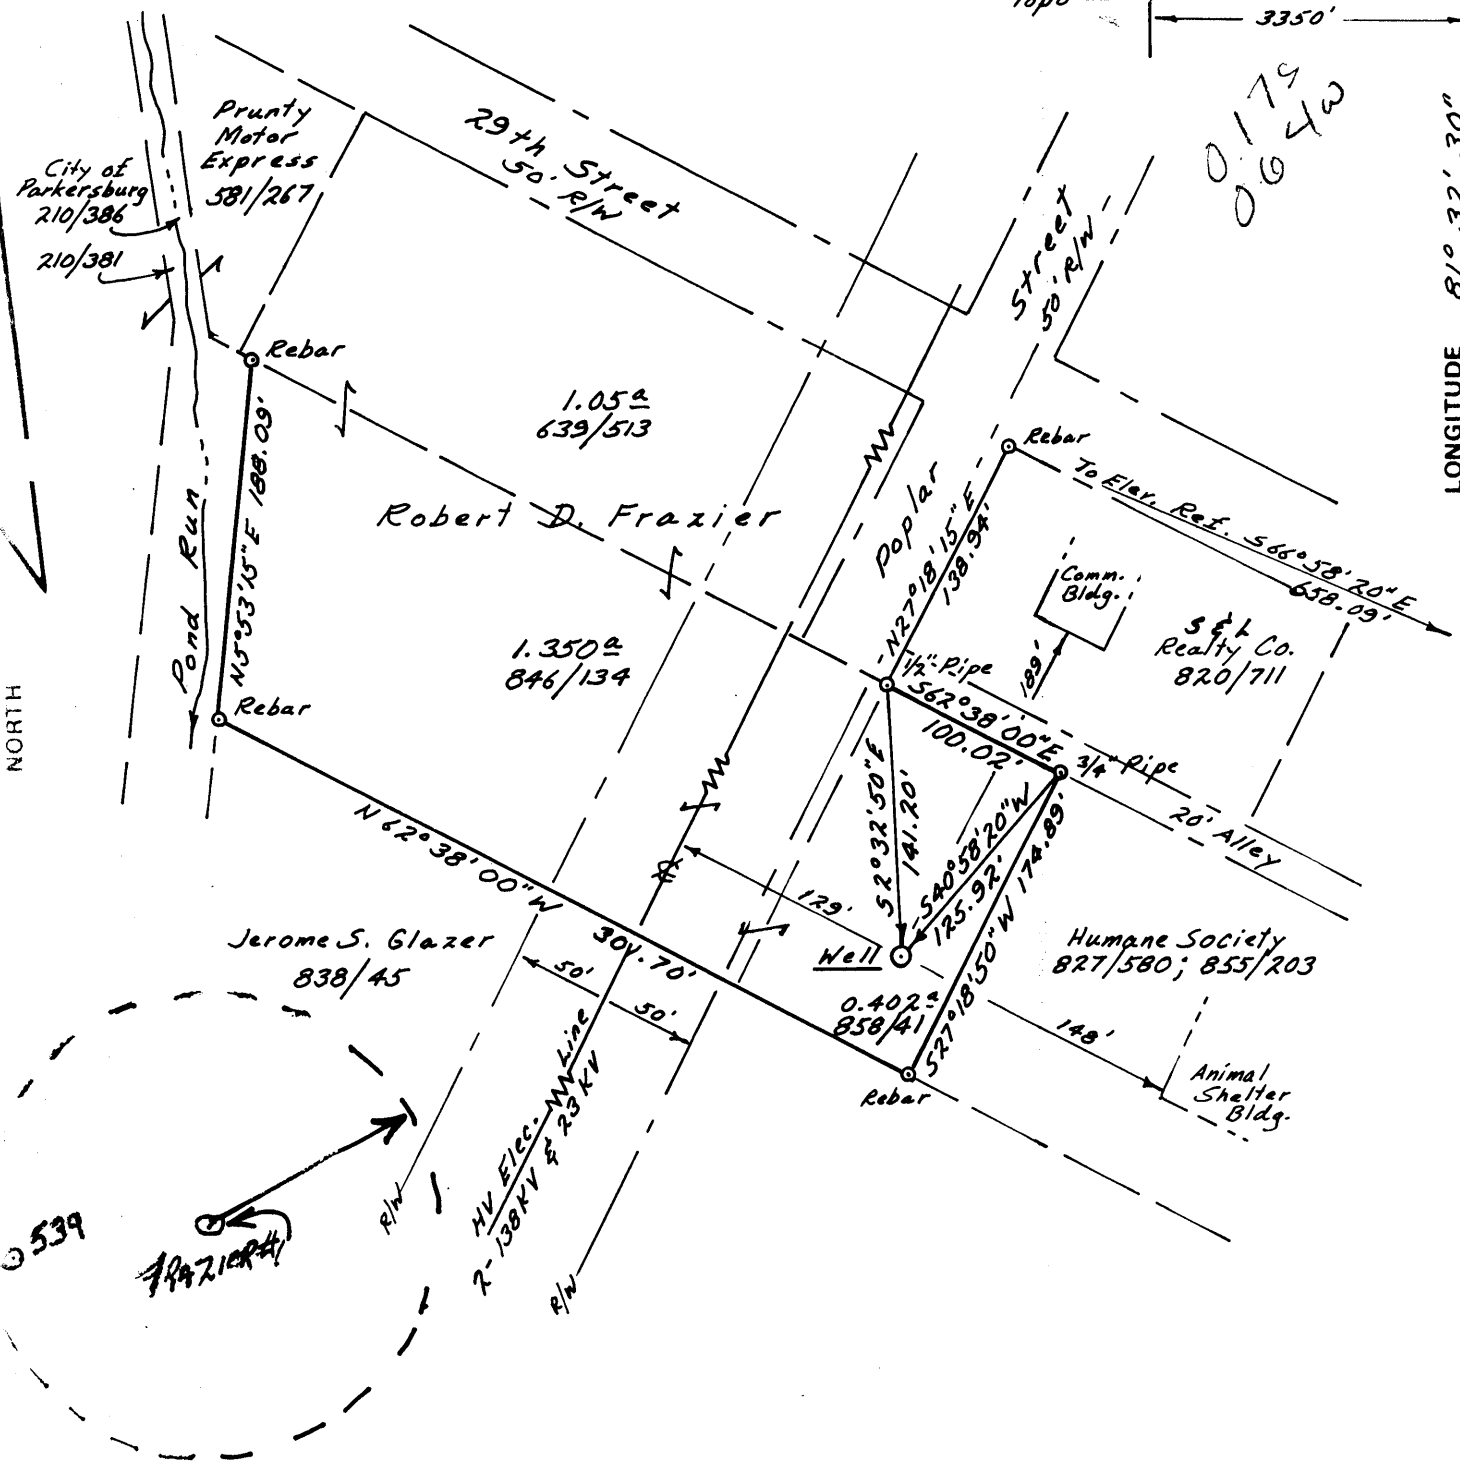 3350'
0.17S
0.64W
LONGITUDE 81° 32' 30"
Prunty
Motor
Express
581/267
City of
Parkersburg
210/386
210/381
29th Street
50' R/W
Street
50' R/W
Poplar
Rebar
1.05a
639/513
Robert D. Frazier
Rebar
To Elev. Ref. S66°58'20"E
658.09'
N27°18'15"E
138.94'
Comm.
Bldg.
S & L
Realty Co.
820/711
189'
Pond Run
N5°53'15"E 188.09'
1.350a
846/134
1/2" Pipe
S62°38'00"E
100.02'
3/4" Pipe
20' Alley
Rebar
NORTH
N62°38'00"W
301.70'
S2°32'50"E
141.20'
S40°58'20"W
125.92'
S27°18'50"W 174.89'
129'
Well
Jerome S. Glazer
838/45
Humane Society
827/580; 855/203
0.402a
858/41
50'
50'
148'
Rebar
Animal
Shelter
Bldg.
HV Elec. Line
2-138KV & 23KV
R/W
R/W
539
FRAZIER #1